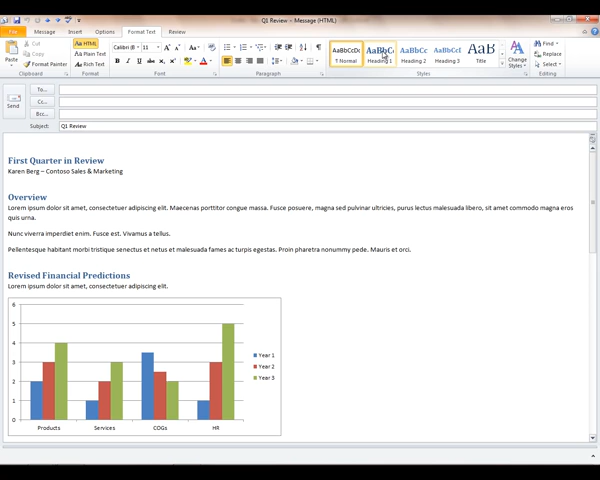 Q1 Review – Message (HTML)
File Message Insert Options Format Text Review
Cut
Copy
Format Painter
Paste
Clipboard
Aa HTML
Aa Plain Text
Aa Rich Text
Format
Calibri (I 11
B I U abc
Font
Paragraph
AaBbCcDc AaBbC AaBbCc AaBbCcI AaB
¶ Normal Heading 1 Heading 2 Heading 3 Title
Change Styles
Styles
Find
Replace
Select
Editing
Send
To...
Cc...
Bcc...
Subject: Q1 Review
First Quarter in Review
Karen Berg – Contoso Sales & Marketing
Overview
Lorem ipsum dolor sit amet, consectetuer adipiscing elit. Maecenas porttitor congue massa. Fusce posuere, magna sed pulvinar ultricies, purus lectus malesuada libero, sit amet commodo magna eros
quis urna.
Nunc viverra imperdiet enim. Fusce est. Vivamus a tellus.
Pellentesque habitant morbi tristique senectus et netus et malesuada fames ac turpis egestas. Proin pharetra nonummy pede. Mauris et orci.
Revised Financial Predictions
Lorem ipsum dolor sit amet, consectetuer adipiscing elit.
6
5
4
3
2
1
0
Products Services COGs HR
Year 1
Year 2
Year 3